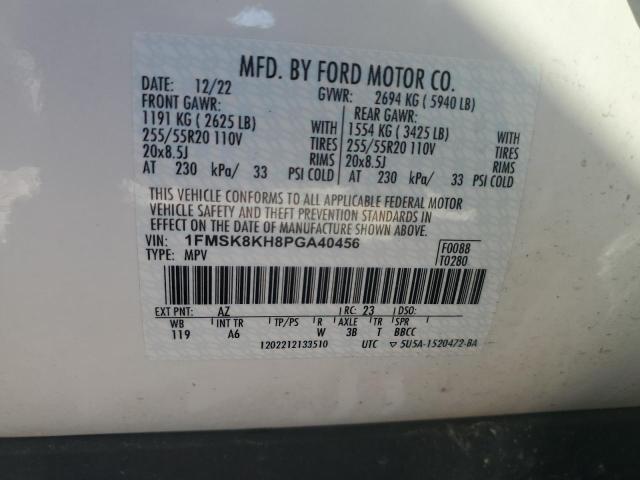 MFD. BY FORD MOTOR CO.
DATE: 12/22 GVWR: 2694 KG ( 5940 LB)
FRONT GAWR: REAR GAWR:
1191 KG ( 2625 LB) WITH 1554 KG ( 3425 LB) WITH
255/55R20 110V TIRES 255/55R20 110V TIRES
20x8.5J RIMS 20x8.5J RIMS
AT 230 kPa/ 33 PSI COLD AT 230 kPa/ 33 PSI COLD
THIS VEHICLE CONFORMS TO ALL APPLICABLE FEDERAL MOTOR
VEHICLE SAFETY AND THEFT PREVENTION STANDARDS IN
EFFECT ON THE DATE OF MANUFACTURE SHOWN ABOVE.
VIN: 1FMSK8KH8PGA40456 F0088
TYPE: MPV T0280
EXT PNT: AZ RC: 23 DSO:
WB INT TR TP/PS R AXLE TR SPR
119 A6 W 3B T BBCC
1202212133510 UTC ▽5U5A-1520472-BA